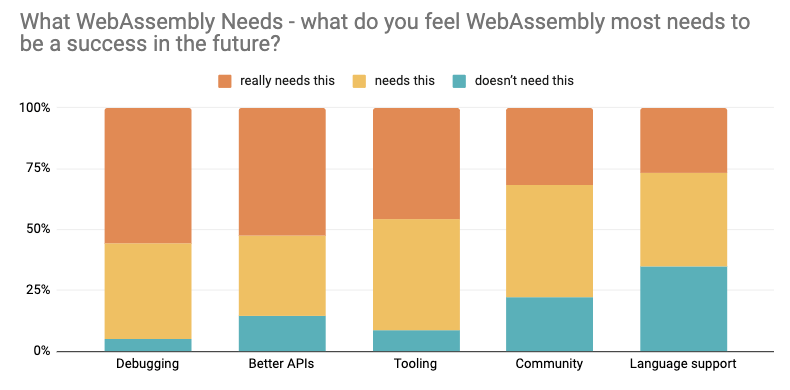 What WebAssembly Needs - what do you feel WebAssembly most needs to
be a success in the future?
really needs this needs this doesn’t need this
100%
75%
50%
25%
0%
Debugging Better APIs Tooling Community Language support